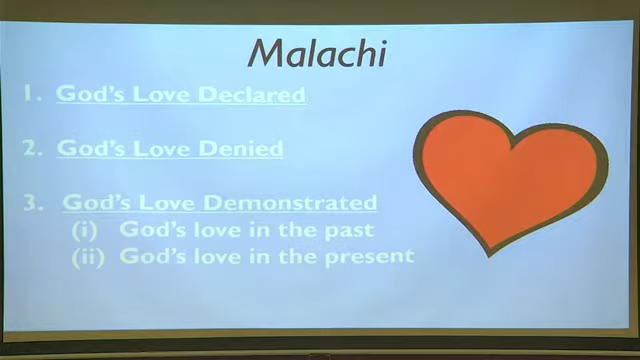 Malachi
1. God's Love Declared
2. God's Love Denied
3. God's Love Demonstrated
(i) God's love in the past
(ii) God's love in the present